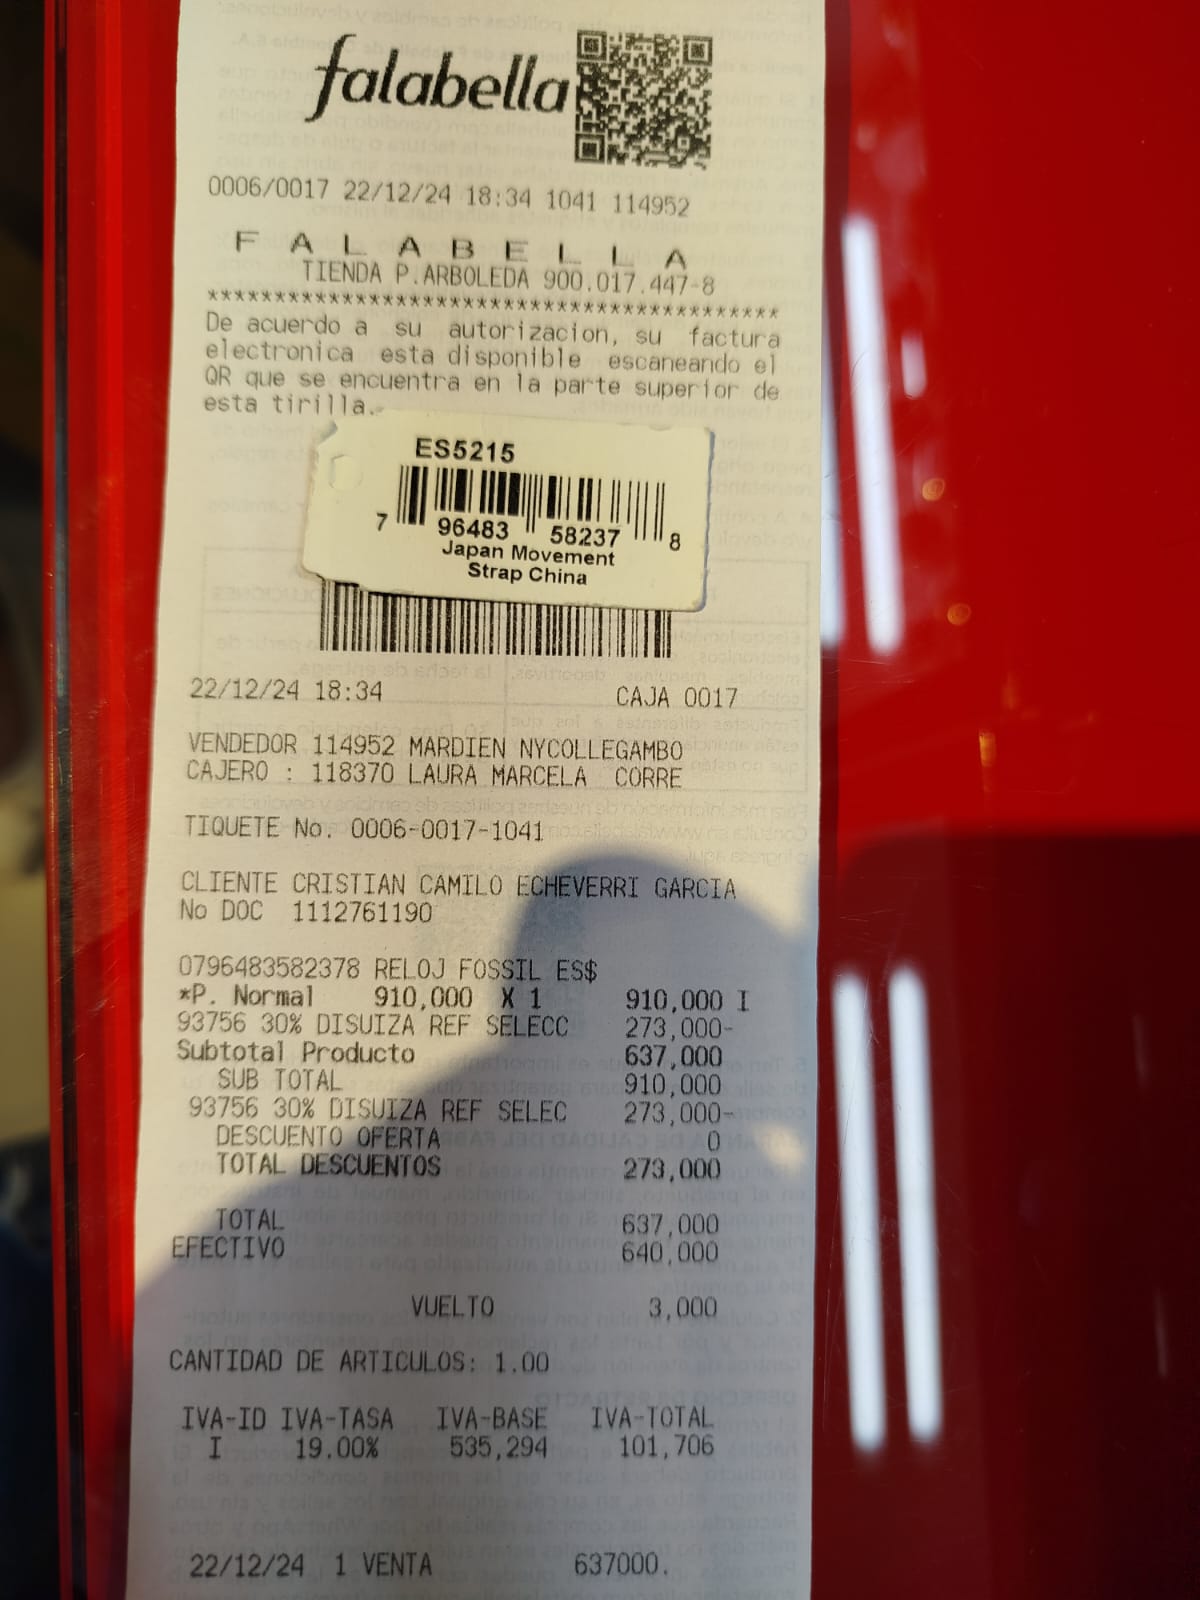 falabella
0006/0017 22/12/24 18:34 1041 114952
F A L A B E L L A
TIENDA P.ARBOLEDA 900.017.447-8
******************************************
De acuerdo a su autorizacion, su factura
electronica esta disponible escaneando el
QR que se encuentra en la parte superior de
esta tirilla.
ES5215
7 96483 58237 8
Japan Movement
Strap China
22/12/24 18:34 CAJA 0017
VENDEDOR 114952 MARDIEN NYCOLLEGAMBO
CAJERO : 118370 LAURA MARCELA CORRE
TIQUETE No. 0006-0017-1041
CLIENTE CRISTIAN CAMILO ECHEVERRI GARCIA
No DOC 1112761190
0796483582378 RELOJ FOSSIL ES$
*P. Normal 910,000 X 1 910,000 I
93756 30% DISUIZA REF SELECC 273,000-
Subtotal Producto 637,000
SUB TOTAL 910,000
93756 30% DISUIZA REF SELEC 273,000-
DESCUENTO OFERTA 0
TOTAL DESCUENTOS 273,000
TOTAL 637,000
EFECTIVO 640,000
VUELTO 3,000
CANTIDAD DE ARTICULOS: 1.00
IVA-ID IVA-TASA IVA-BASE IVA-TOTAL
I 19.00% 535,294 101,706
22/12/24 1 VENTA 637000.